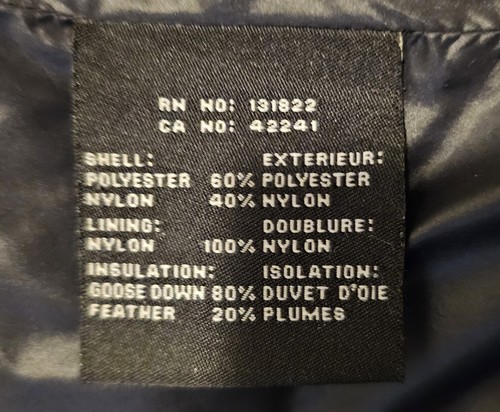 RN NO: 131822
CA NO: 42241
SHELL: EXTERIEUR:
POLYESTER 60% POLYESTER
NYLON 40% NYLON
LINING: DOUBLURE:
NYLON 100% NYLON
INSULATION: ISOLATION:
GOOSE DOWN 80% DUVET D'OIE
FEATHER 20% PLUMES